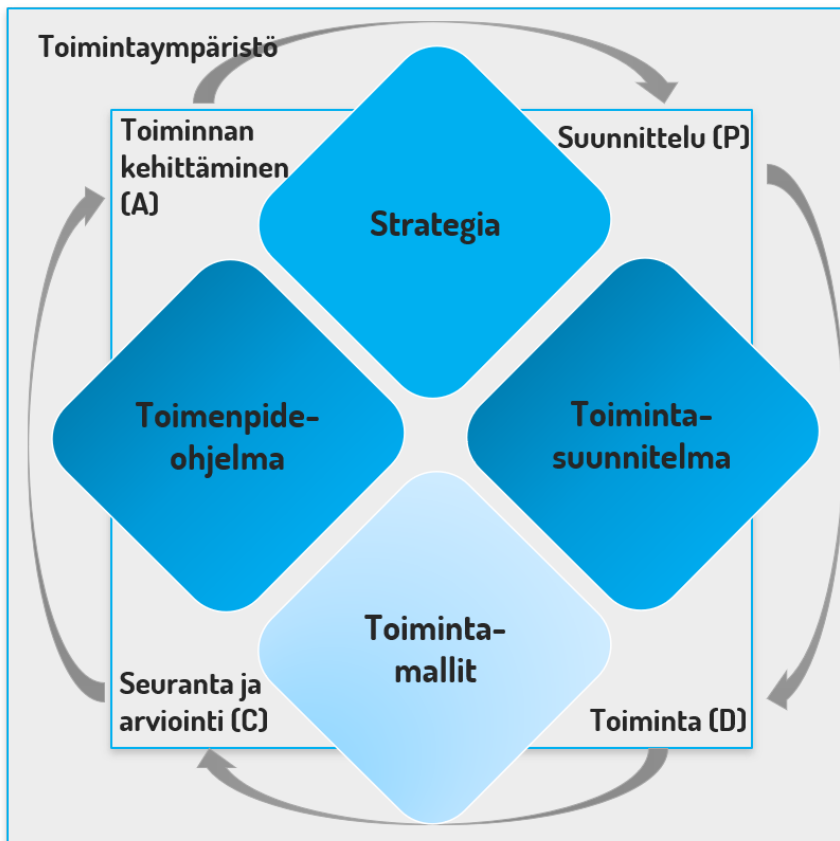 Toimintaympäristö
Toiminnan
kehittäminen
(A)
Suunnittelu (P)
Strategia
Toimenpide-
ohjelma
Toiminta-
suunnitelma
Toiminta-
mallit
Seuranta ja
arviointi (C)
Toiminta (D)